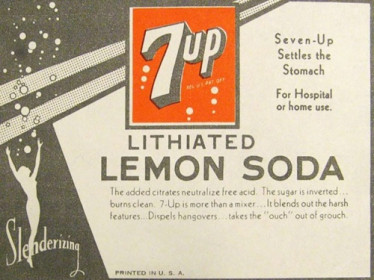 7up
REG. U.S. PAT. OFF.
Seven-Up
Settles the
Stomach
For Hospital
or home use.
LITHIATED
LEMON SODA
The added citrates neutralize free acid. The sugar is inverted...
burns clean. 7-Up is more than a mixer... It blends out the harsh
features... Dispels hangovers... takes the "ouch" out of grouch.
Slenderizing
PRINTED IN U. S. A.